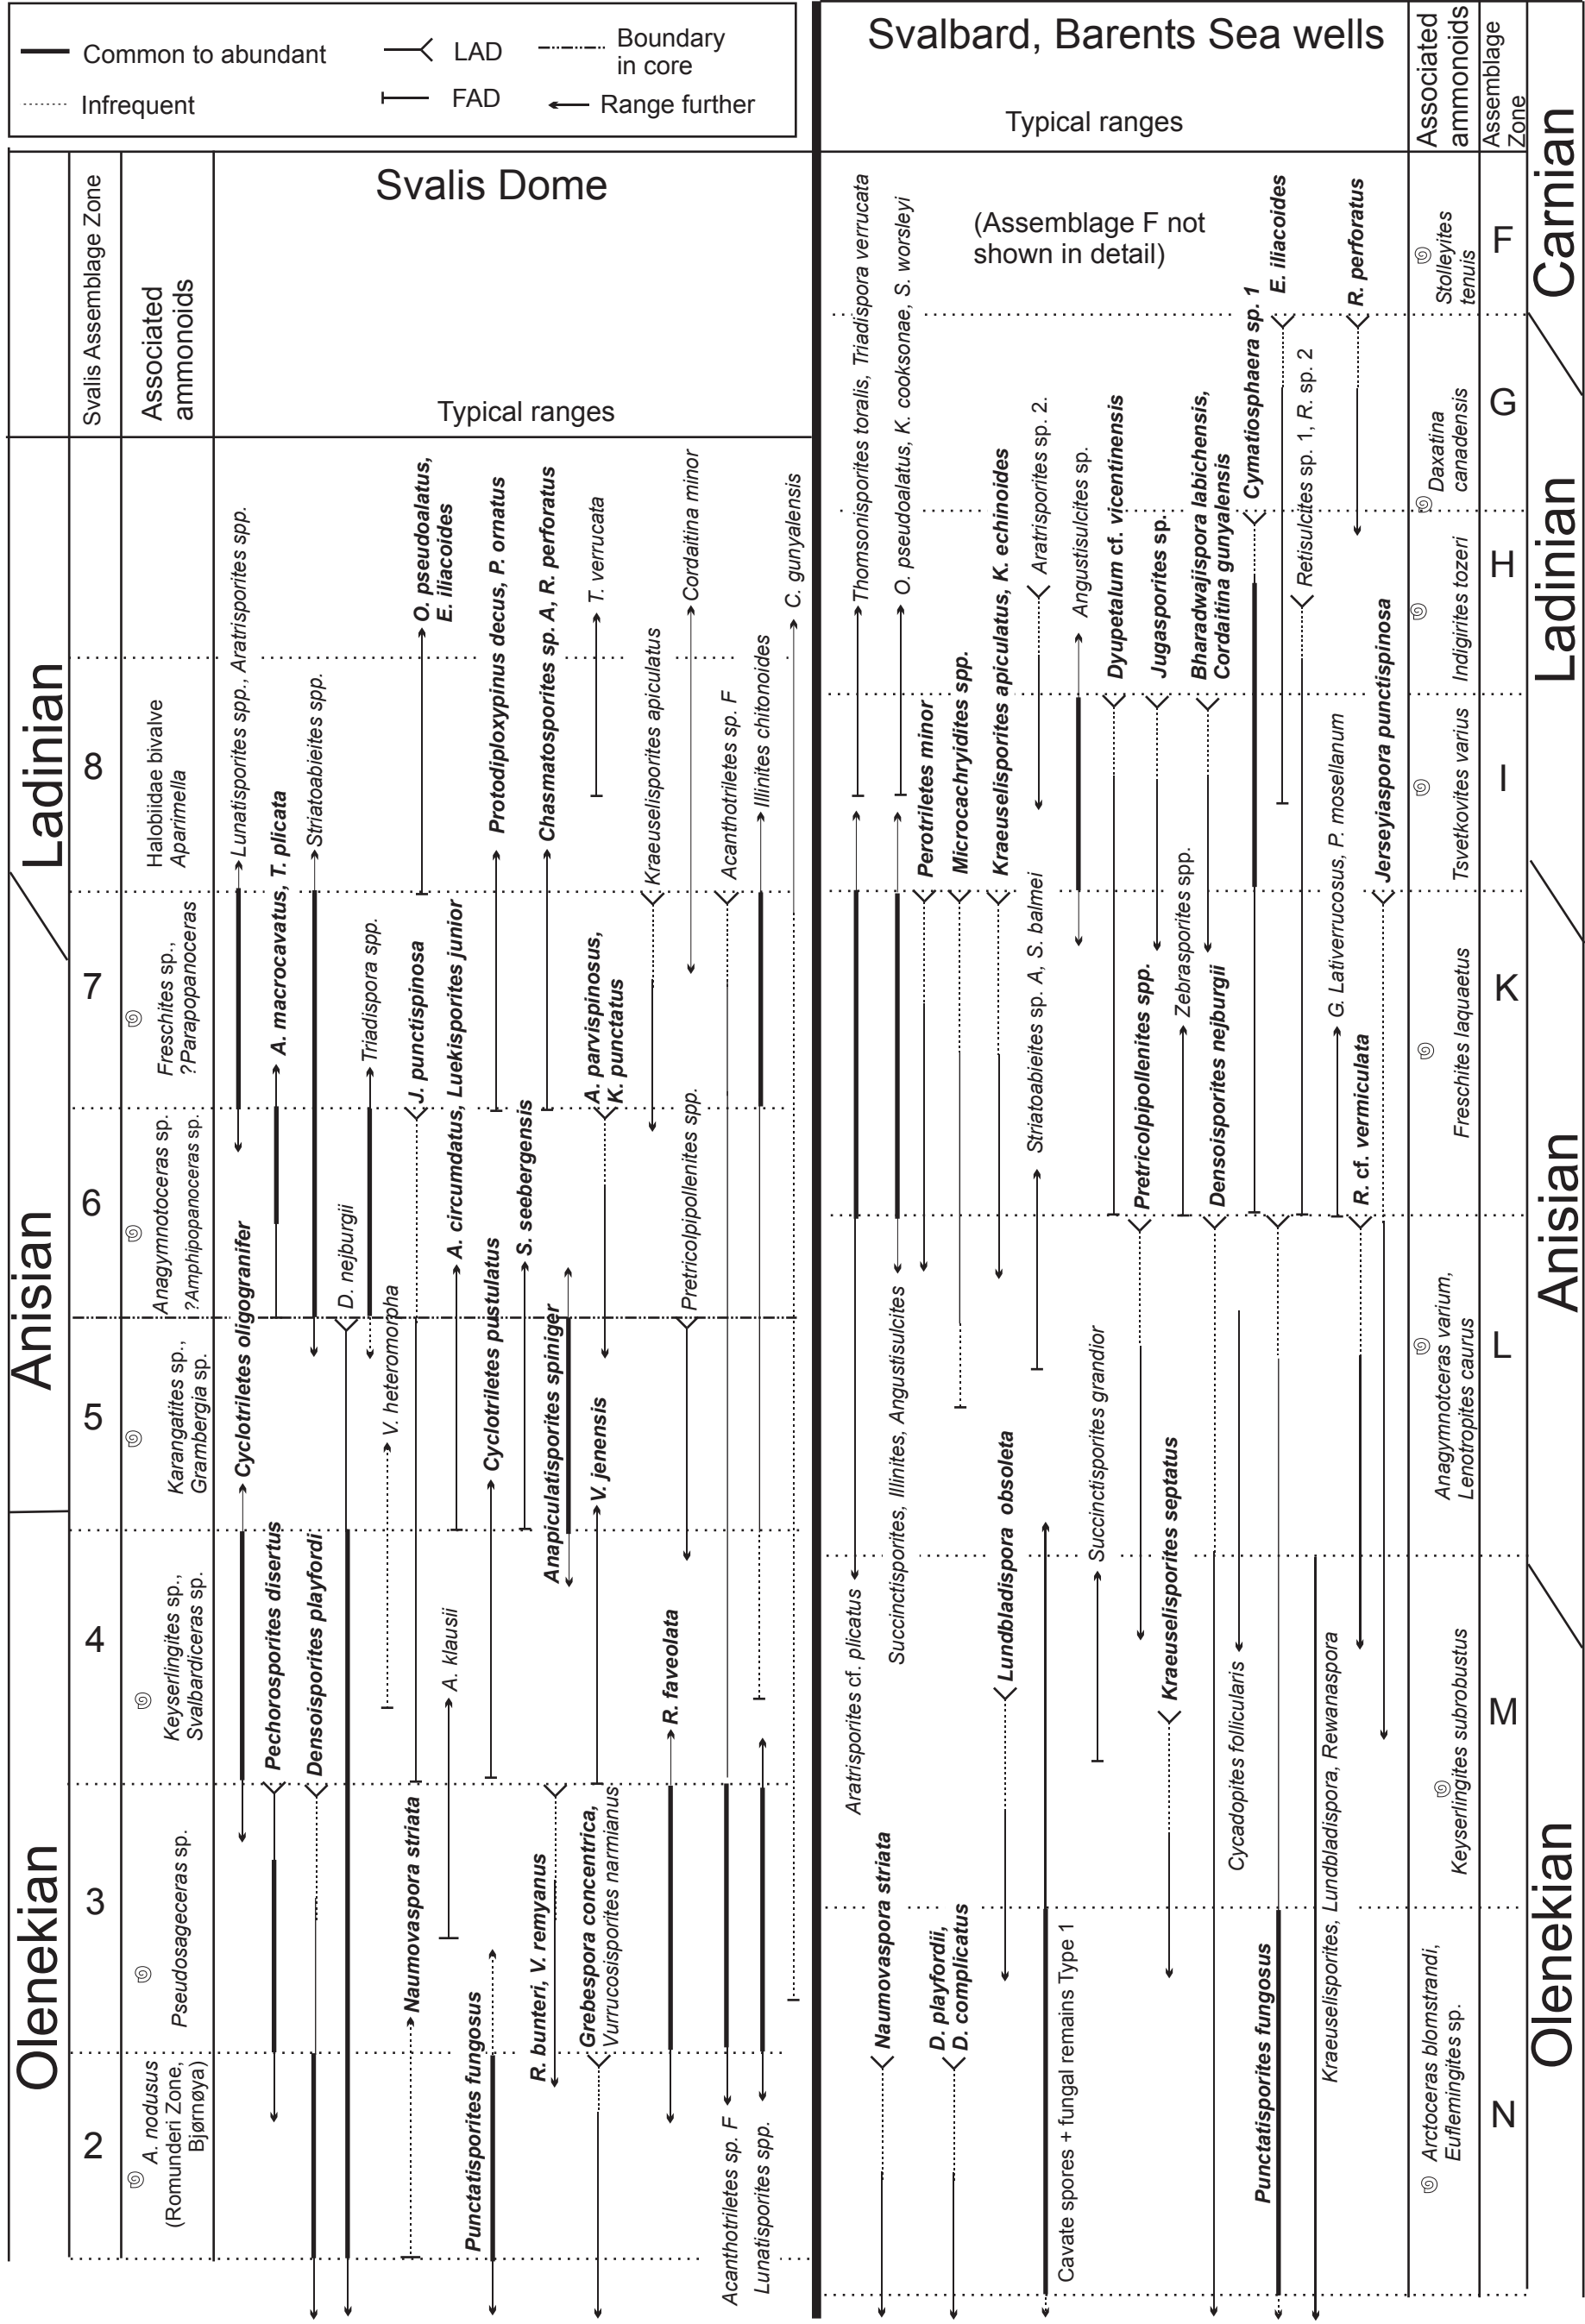 Common to abundant
Infrequent
LAD
FAD
Boundary
in core
Range further
Svalis Dome
Typical ranges
Svalis Assemblage Zone
Associated
ammonoids
Ladinian
Anisian
Olenekian
8
7
6
5
4
3
2
Halobiidae bivalve
Aparimella
Freschites sp.,
?Parapopanoceras
Anagymnotoceras sp.
?Amphipopanoceras sp.
Karangatites sp.,
Grambergia sp.
Keyserlingites sp.,
Svalbardiceras sp.
Pseudosageceras sp.
A. nodusus
(Romunderi Zone,
Bjørnøya)
Lunatisporites spp., Aratrisporites spp.
A. macrocavatus, T. plicata
Striatoabieites spp.
Triadispora spp.
D. nejburgii
V. heteromorpha
Cyclotriletes oligogranifer
Pechorosporites disertus
Densoisporites playfordi
O. pseudoalatus,
E. iliacoides
J. punctispinosa
A. circumdatus, Luekisporites junior
Protodiploxypinus decus, P. ornatus
Chasmatosporites sp. A, R. perforatus
S. seebergensis
Cyclotriletes pustulatus
Anapiculatisporites spiniger
V. jenensis
A. parvispinosus,
K. punctatus
T. verrucata
Kraeuselisporites apiculatus
Cordaitina minor
Pretricolpipollenites spp.
Acanthotriletes sp. F
Illinites chitonoides
C. gunyalensis
A. klausii
R. faveolata
Naumovaspora striata
Punctatisporites fungosus
R. bunteri, V. remyanus
Grebespora concentrica,
Vurrucosisporites narmianus
Acanthotriletes sp. F
Lunatisporites spp.
Svalbard, Barents Sea wells
Typical ranges
(Assemblage F not
shown in detail)
Associated
ammonoids
Assemblage
Zone
Carnian
Ladinian
Anisian
Olenekian
F
G
H
I
K
L
M
N
Stolleyites
tenuis
Daxatina
canadensis
Indigirites tozeri
Tsvetkovites varius
Freschites laquaetus
Anagymnotceras varium,
Lenotropites caurus
Keyserlingites subrobustus
Arctoceras blomstrandi,
Euflemingites sp.
Thomsonisporites toralis, Triadispora verrucata
O. pseudoalatus, K. cooksonae, S. worsleyi
Perotriletes minor
Microcachryidites spp.
Kraeuselisporites apiculatus, K. echinoides
Aratrisporites sp. 2.
Angustisulcites sp.
Dyupetalum cf. vicentinensis
Jugasporites sp.
Bharadwajispora labichensis,
Cordaitina gunyalensis
Cymatiosphaera sp. 1
E. iliacoides
Retisulcites sp. 1, R. sp. 2
R. perforatus
Jerseyiaspora punctispinosa
G. Lativerrucosus, P. mosellanum
Striatoabieites sp. A, S. balmei
Pretricolpipollenites spp.
Zebrasporites spp.
Densoisporites nejburgii
R. cf. vermiculata
Aratrisporites cf. plicatus
Succinctisporites, Illinites, Angustisulcites
Lundbladispora obsoleta
Succinctisporites grandior
Kraeuselisporites septatus
Cycadopites follicularis
Kraeuselisporites, Lundbladispora, Rewanaspora
Naumovaspora striata
D. playfordii,
D. complicatus
Cavate spores + fungal remains Type 1
Punctatisporites fungosus